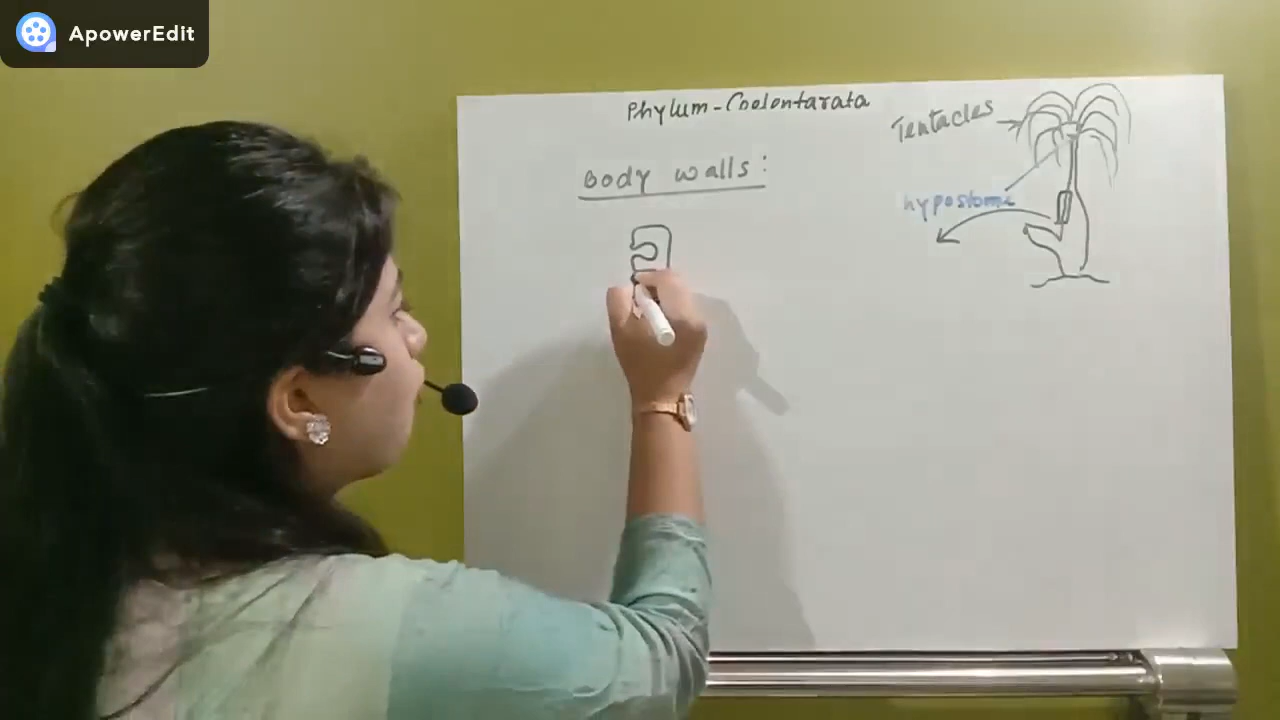 ApowerEdit
Phylum-Coelentarata
Tentacles
Body walls:
hypostome